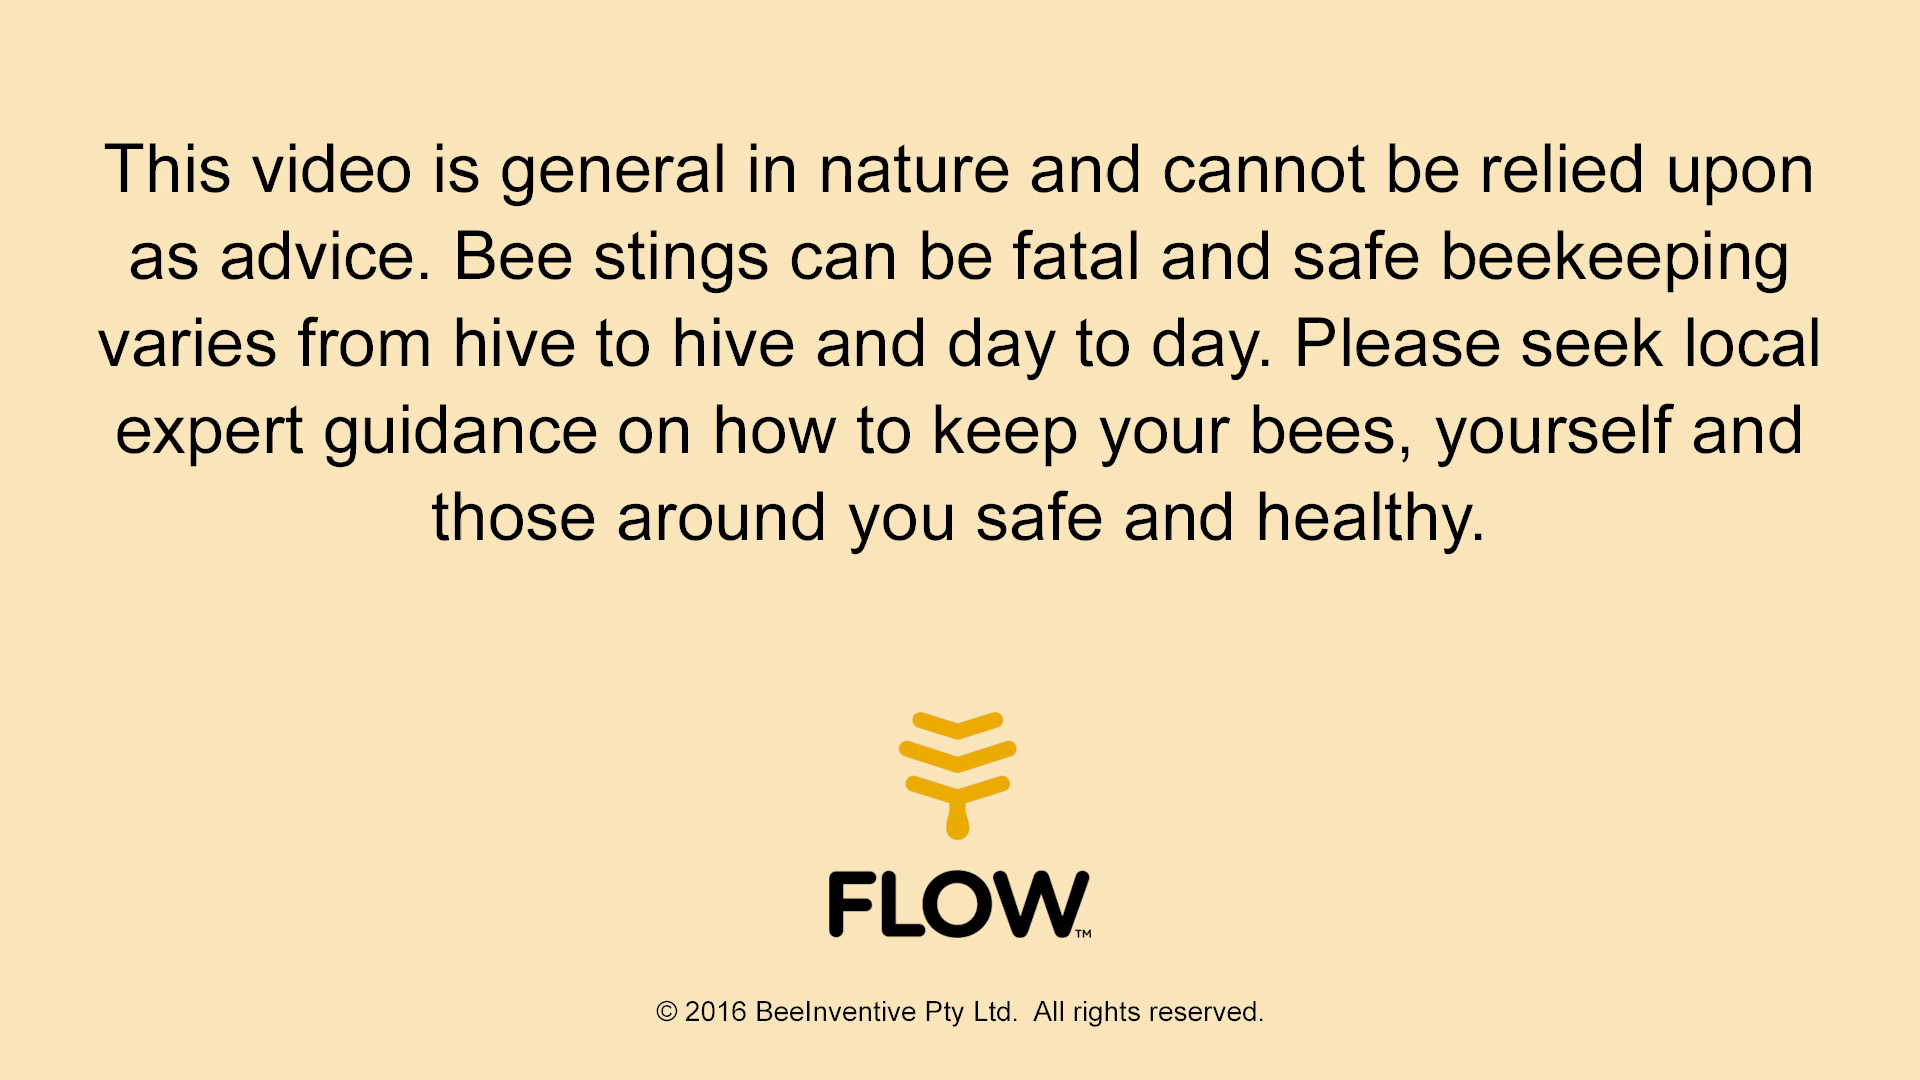 This video is general in nature and cannot be relied upon
as advice. Bee stings can be fatal and safe beekeeping
varies from hive to hive and day to day. Please seek local
expert guidance on how to keep your bees, yourself and
those around you safe and healthy.
FLOW™
© 2016 BeeInventive Pty Ltd.  All rights reserved.